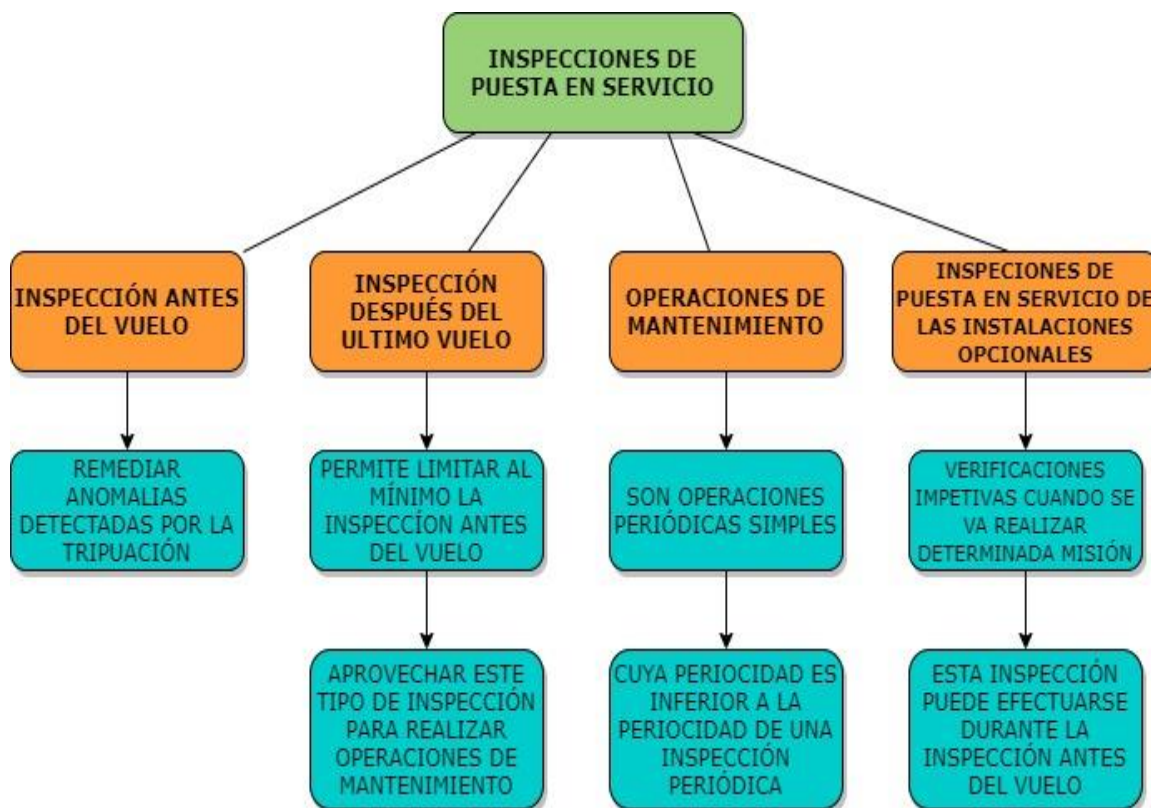 INSPECCIONES DE
PUESTA EN SERVICIO
INSPECCIÓN ANTES
DEL VUELO
INSPECCIÓN
DESPUÉS DEL
ULTIMO VUELO
OPERACIONES DE
MANTENIMIENTO
INSPECIONES DE
PUESTA EN SERVICIO DE
LAS INSTALACIONES
OPCIONALES
REMEDIAR
ANOMALIAS
DETECTADAS POR LA
TRIPUACIÓN
PERMITE LIMITAR AL
MÍNIMO LA
INSPECCÍON ANTES
DEL VUELO
SON OPERACIONES
PERIÓDICAS SIMPLES
VERIFICACIONES
IMPETIVAS CUANDO SE
VA REALIZAR
DETERMINADA MISIÓN
APROVECHAR ESTE
TIPO DE INSPECCIÓN
PARA REALIZAR
OPERACIONES DE
MANTENIMIENTO
CUYA PERIOCIDAD ES
INFERIOR A LA
PERIOCIDAD DE UNA
INSPECCIÓN
PERIÓDICA
ESTA INSPECCIÓN
PUEDE EFECTUARSE
DURANTE LA
INSPECCIÓN ANTES
DEL VUELO